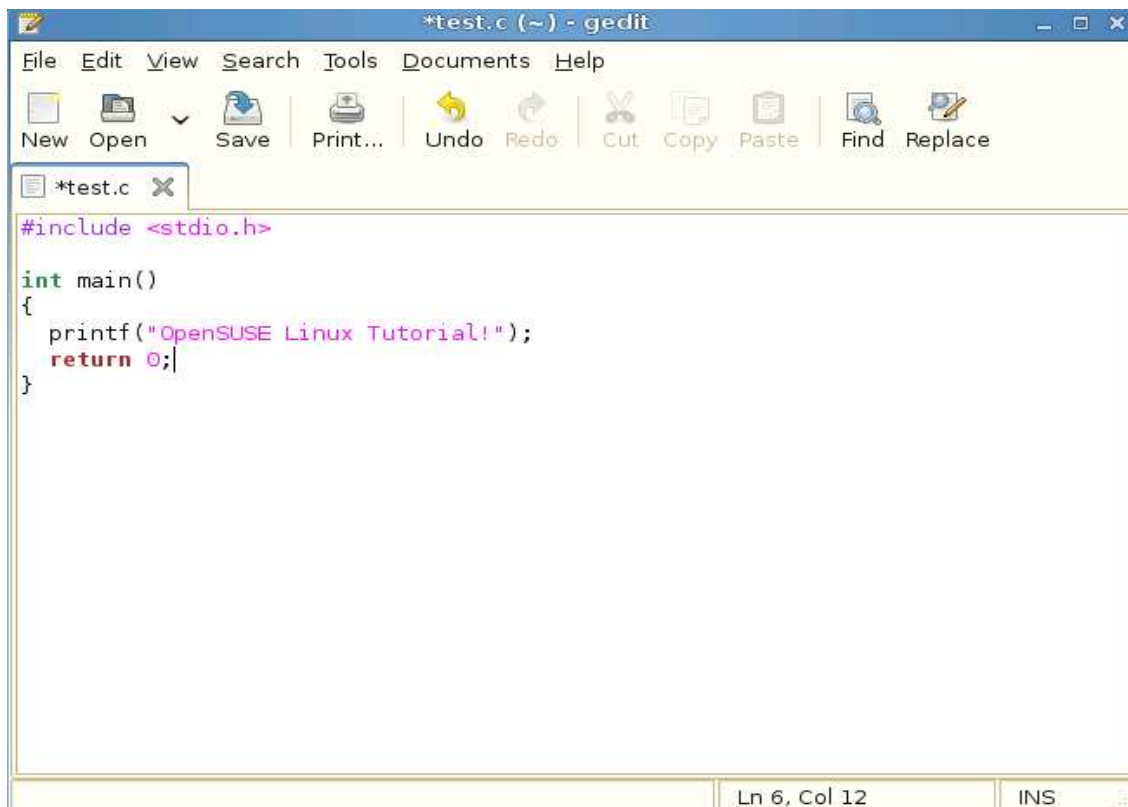 *test.c (~) - gedit
File Edit View Search Tools Documents Help
New Open Save Print... Undo Redo Cut Copy Paste Find Replace
*test.c
#include <stdio.h>
int main()
{
printf("OpenSUSE Linux Tutorial!");
return 0;
}
Ln 6, Col 12 INS